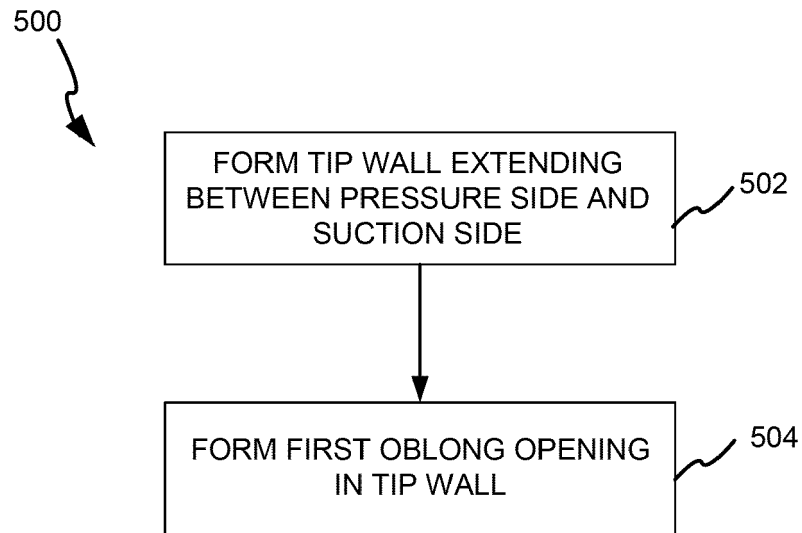 500
FORM TIP WALL EXTENDING
BETWEEN PRESSURE SIDE AND
SUCTION SIDE
502
FORM FIRST OBLONG OPENING
IN TIP WALL
504